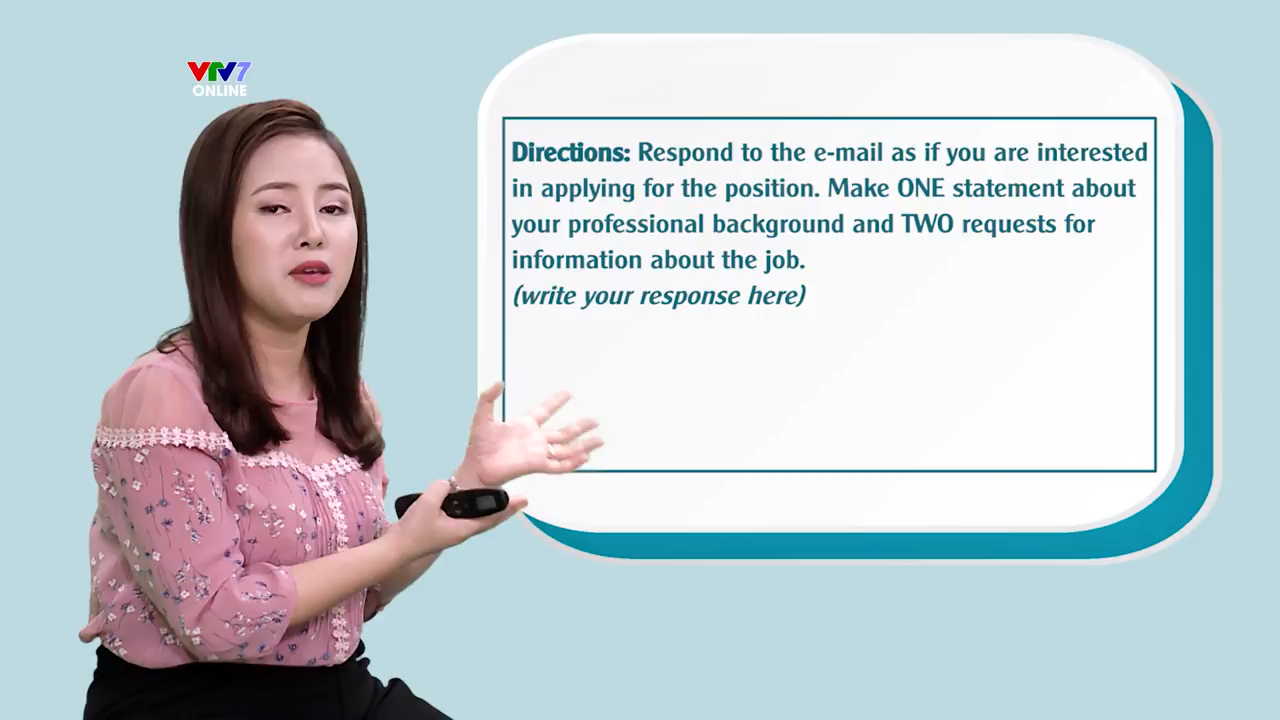 VTV7
ONLINE
Directions: Respond to the e-mail as if you are interested
in applying for the position. Make ONE statement about
your professional background and TWO requests for
information about the job.
(write your response here)